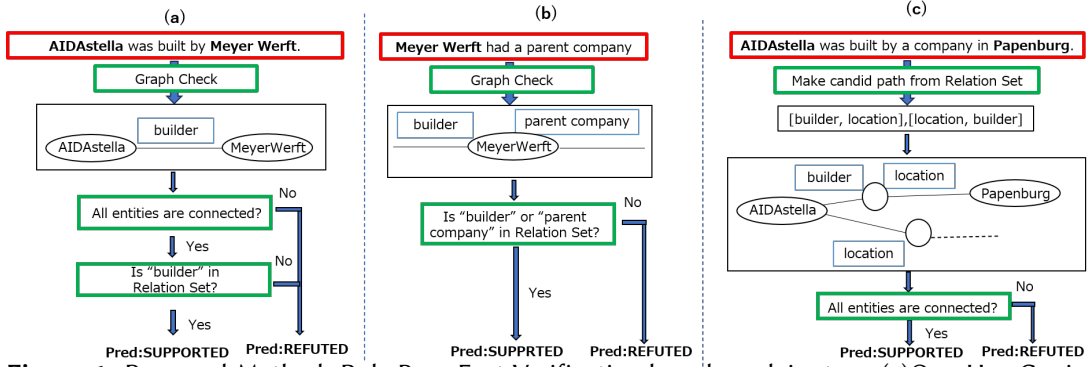 (a)
AIDAstella was built by Meyer Werft.
Graph Check
builder
AIDAstella
MeyerWerft
All entities are connected?
No
Yes
Is "builder" in
Relation Set?
No
Yes
Pred:SUPPORTED
Pred:REFUTED
(b)
Meyer Werft had a parent company
Graph Check
builder
parent company
MeyerWerft
Is "builder" or "parent
company" in Relation Set?
No
Yes
Pred:SUPPRTED
Pred:REFUTED
(c)
AIDAstella was built by a company in Papenburg.
Make candid path from Relation Set
[builder, location],[location, builder]
builder
location
AIDAstella
Papenburg
location
All entities are connected?
No
Yes
Pred:SUPPORTED
Pred:REFUTED